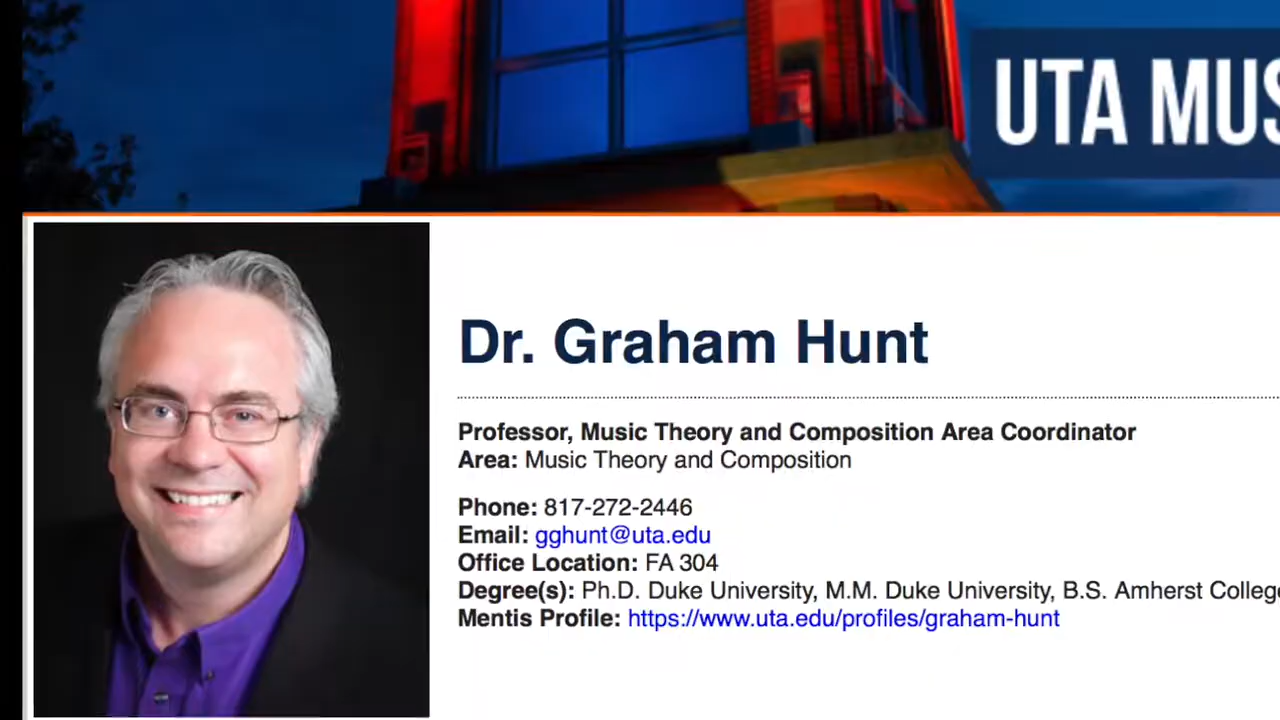 UTA MUS
Dr. Graham Hunt
Professor, Music Theory and Composition Area Coordinator
Area: Music Theory and Composition
Phone: 817-272-2446
Email: gghunt@uta.edu
Office Location: FA 304
Degree(s): Ph.D. Duke University, M.M. Duke University, B.S. Amherst College
Mentis Profile: https://www.uta.edu/profiles/graham-hunt